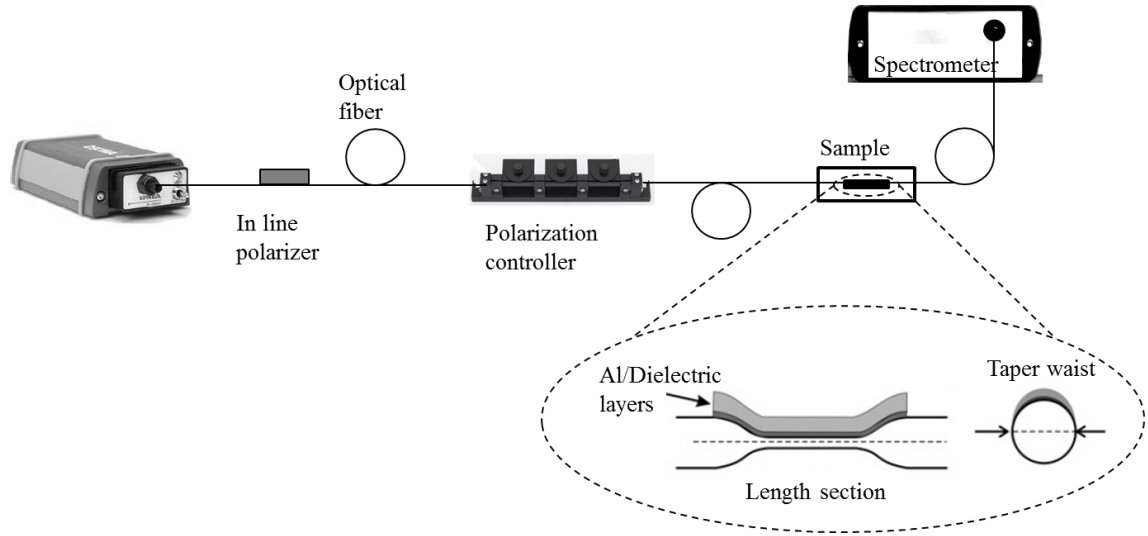 Optical
fiber
Spectrometer
Sample
In line
polarizer
Polarization
controller
Al/Dielectric
layers
Taper waist
Length section